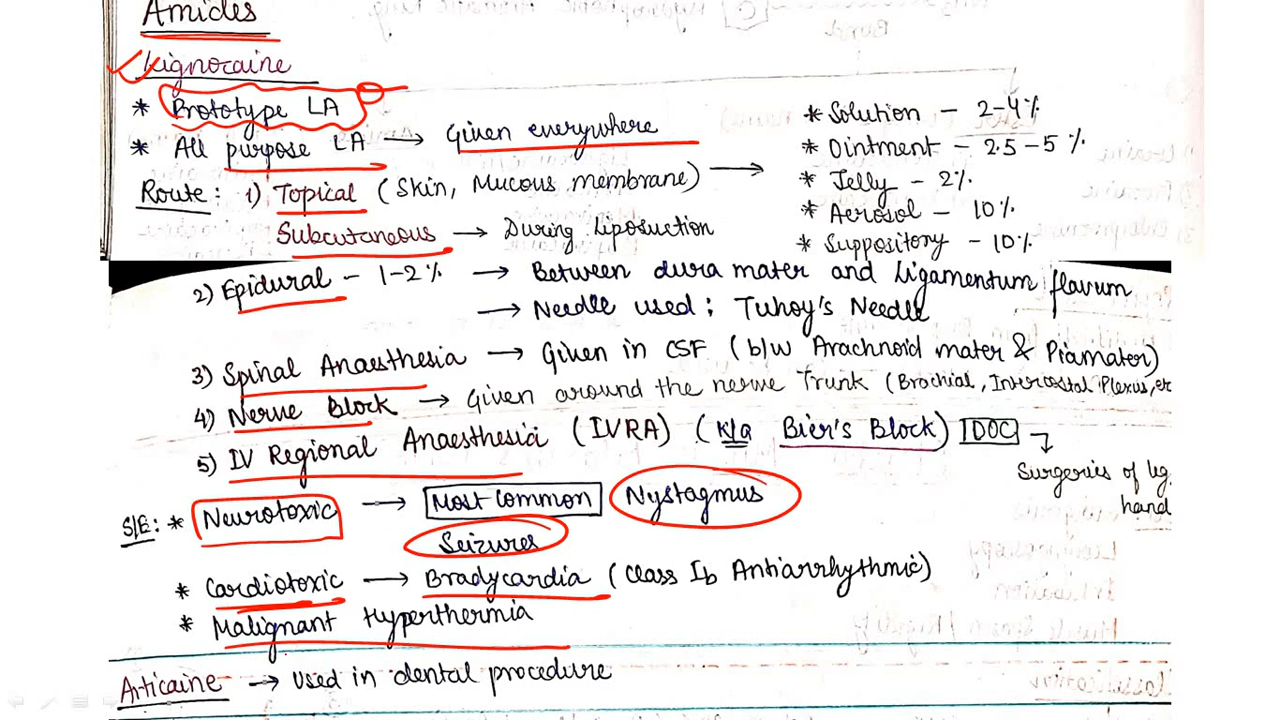 Amides
Lignocaine
* Prototype LA
* All purpose LA → Given everywhere
Route: 1) Topical (Skin, Mucous membrane) →
* Solution - 2-4%
* Ointment - 2.5-5 %
* Jelly - 2%
* Aerosol - 10%
* Suppository - 10%
Subcutaneous → During liposuction
2) Epidural - 1-2% → Between dura mater and ligamentum flavum
→ Needle used: Tuhoy's Needle
3) Spinal Anaesthesia → Given in CSF (b/w Arachnoid mater & Piamater)
4) Nerve Block → Given around the nerve Trunk (Brachial, Intercostal Plexus, etc
5) IV Regional Anaesthesia (IVRA) (K/a Bier's Block) DOC
↓
Surgeries of leg,
hand
S/E: * Neurotoxic → Most Common Nystagmus
Seizures
* Cardiotoxic → Bradycardia (Class Ib Antiarrhythmic)
* Malignant Hyperthermia
Articaine → Used in dental procedure